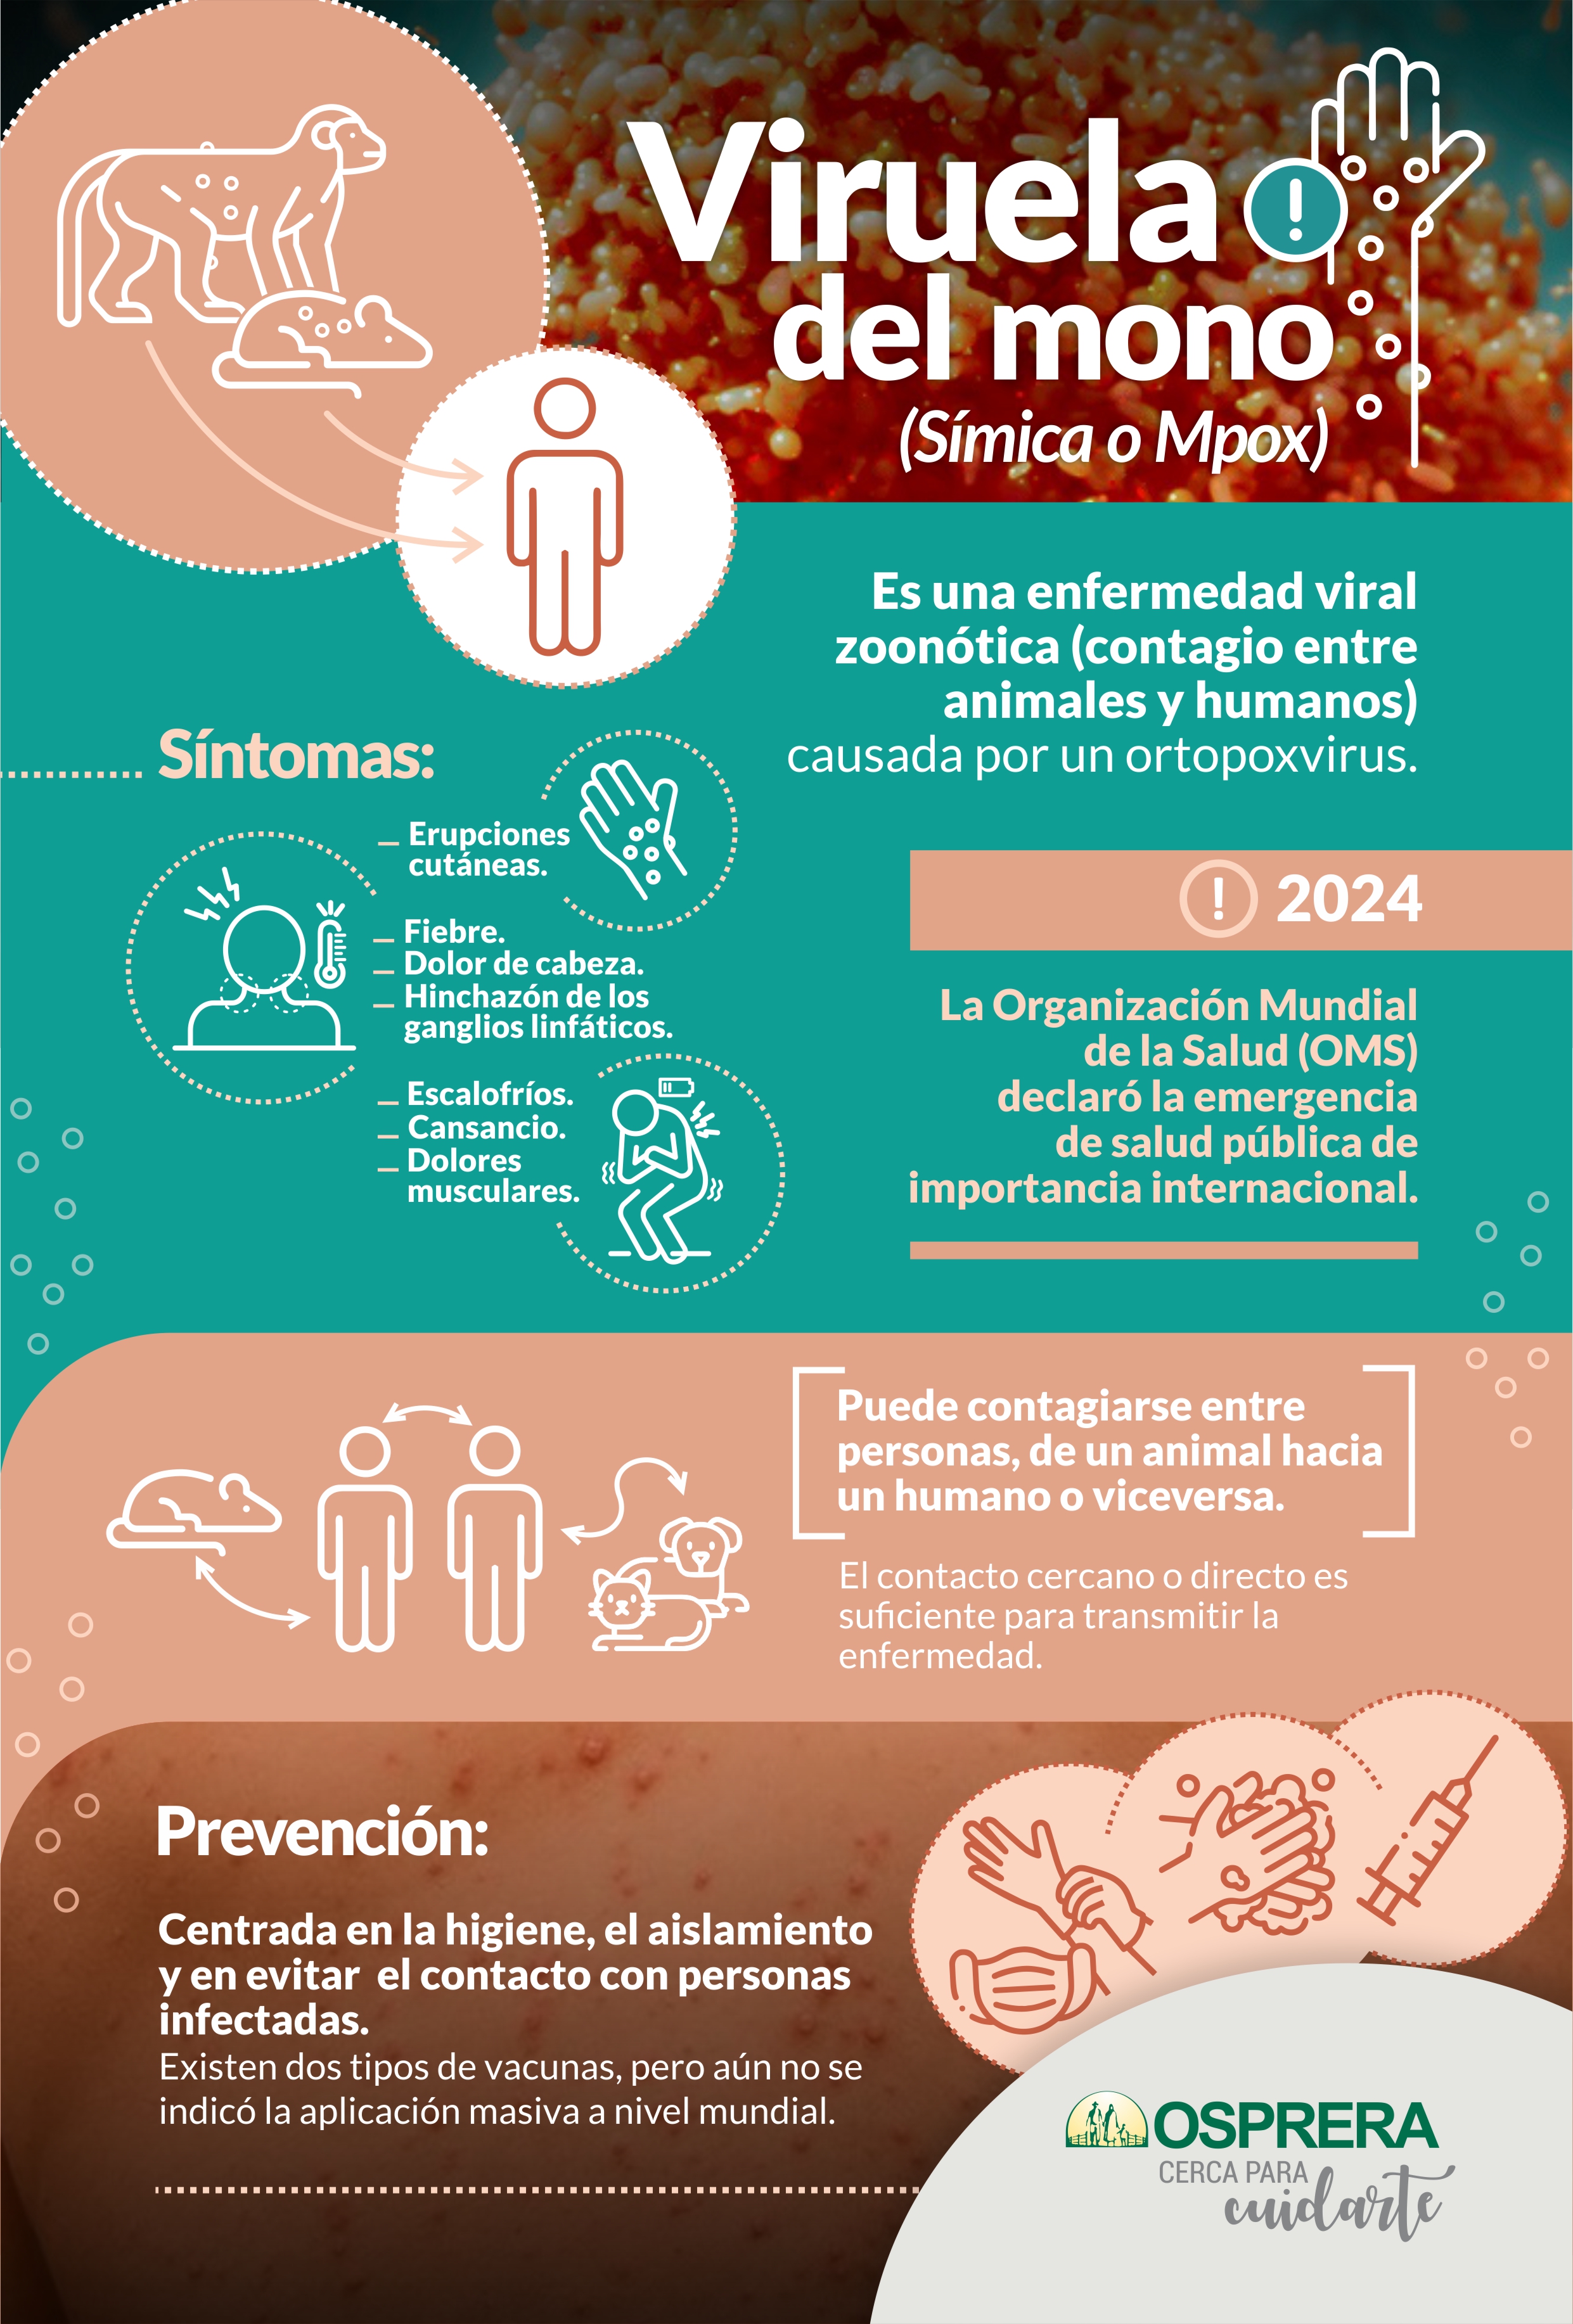 Viruela
del mono
(Símica o Mpox)
Es una enfermedad viral
zoonótica (contagio entre
animales y humanos)
causada por un ortopoxvirus.
Síntomas:
Erupciones
cutáneas.
Fiebre.
Dolor de cabeza.
Hinchazón de los
ganglios linfáticos.
Escalofríos.
Cansancio.
Dolores
musculares.
! 2024
La Organización Mundial
de la Salud (OMS)
declaró la emergencia
de salud pública de
importancia internacional.
Puede contagiarse entre
personas, de un animal hacia
un humano o viceversa.
El contacto cercano o directo es
suficiente para transmitir la
enfermedad.
Prevención:
Centrada en la higiene, el aislamiento
y en evitar  el contacto con personas
infectadas.
Existen dos tipos de vacunas, pero aún no se
indicó la aplicación masiva a nivel mundial.
OSPRERA
CERCA PARA
cuidarte